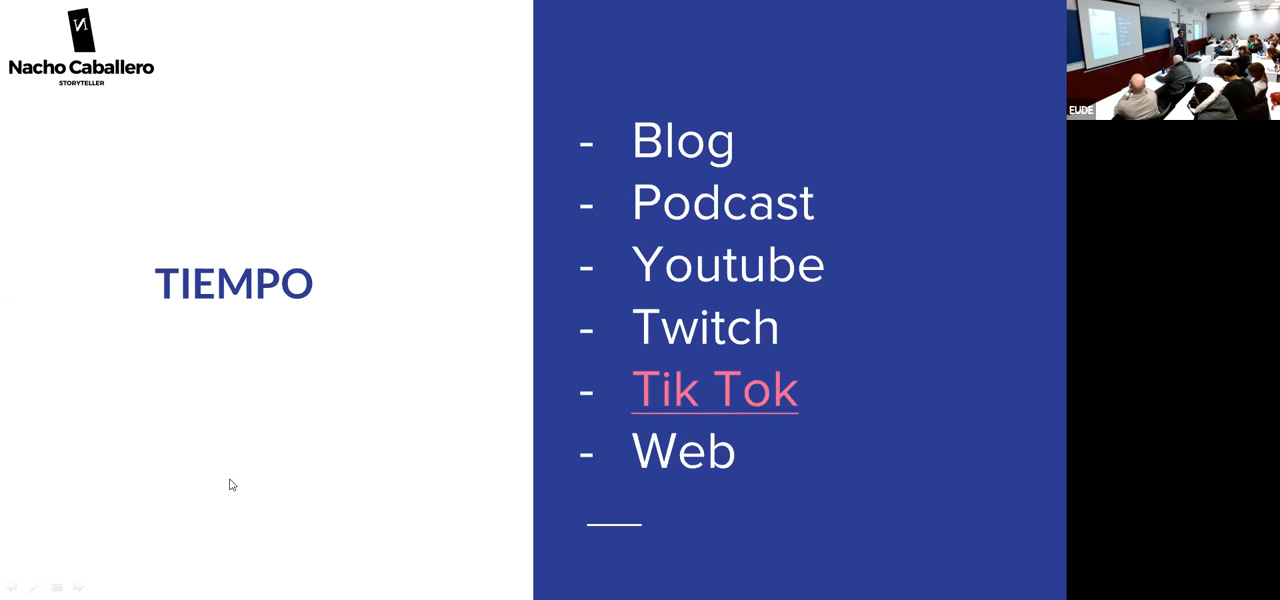 Nacho Caballero
STORYTELLER
TIEMPO
- Blog
- Podcast
- Youtube
- Twitch
- Tik Tok
- Web
EUDE